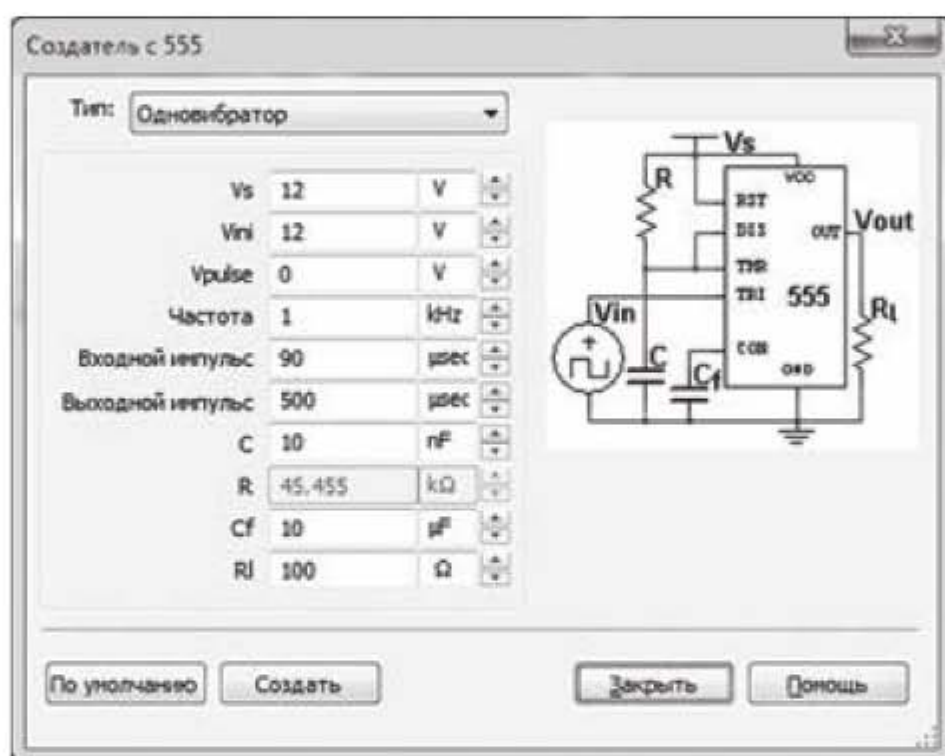 Создатель с 555
Тип: Одновибратор
Vs 12 V
Vini 12 V
Vpulse 0 V
Частота 1 kHz
Входной импульс 90 µsec
Выходной импульс 500 µsec
C 10 nF
R 45.455 kΩ
Cf 10 µF
Rl 100 Ω
Vs
R
VCC
RST
DIS
OUT
Vout
THR
TRI
555
Vin
Rl
C
Cf
CON
GND
По умолчанию
Создать
Закрыть
Помощь